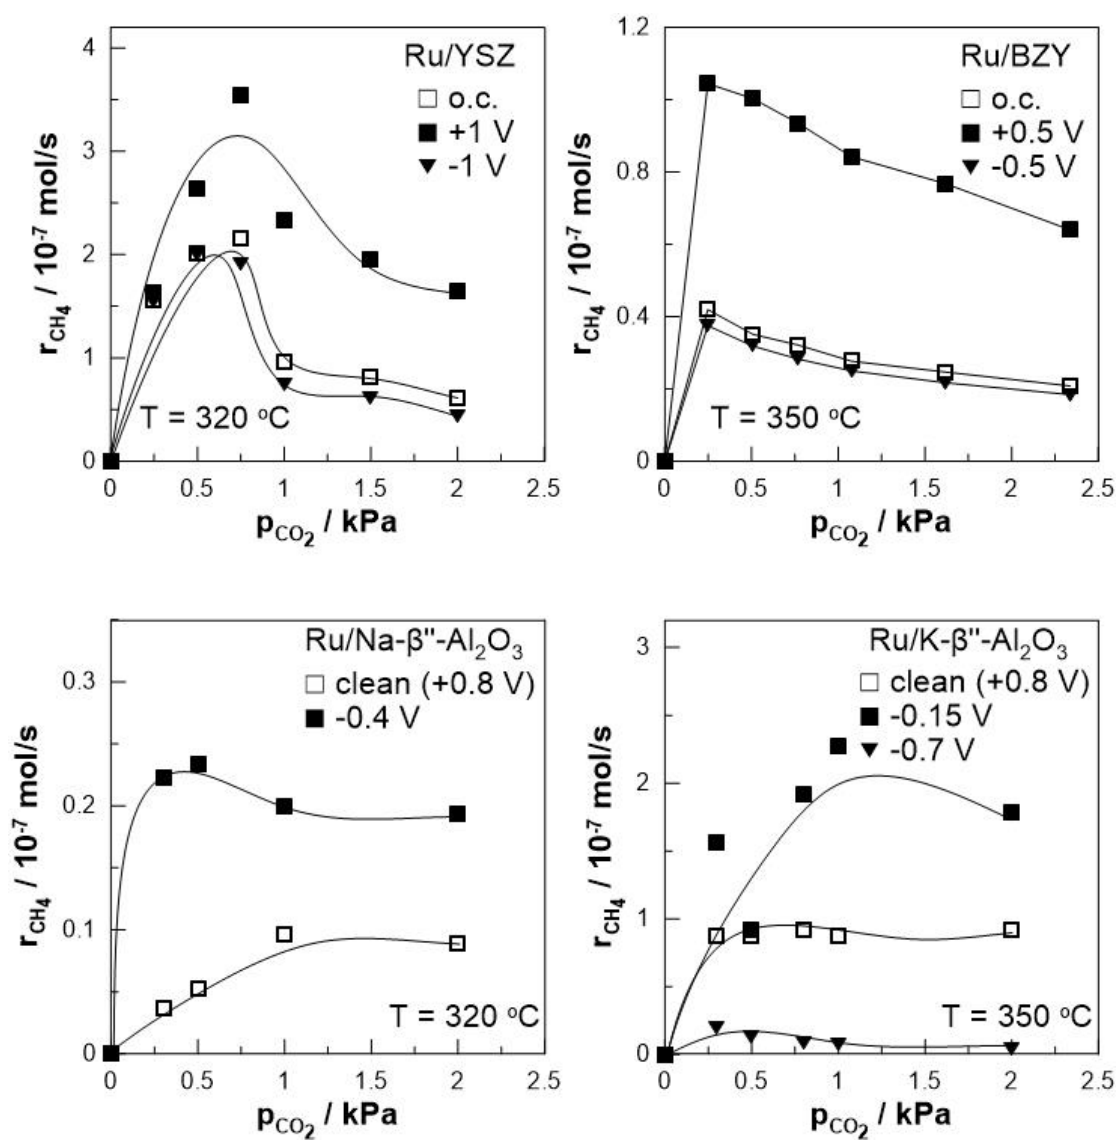 Ru/YSZ
□ o.c.
■ +1 V
▼ -1 V
T = 320 °C
r_CH₄ / 10⁻⁷ mol/s
4
3
2
1
0
0 0.5 1 1.5 2 2.5
p_CO₂ / kPa
Ru/BZY
□ o.c.
■ +0.5 V
▼ -0.5 V
T = 350 °C
r_CH₄ / 10⁻⁷ mol/s
1.2
0.8
0.4
0
0 0.5 1 1.5 2 2.5
p_CO₂ / kPa
Ru/Na-β"-Al₂O₃
□ clean (+0.8 V)
■ -0.4 V
T = 320 °C
r_CH₄ / 10⁻⁷ mol/s
0.3
0.2
0.1
0
0 0.5 1 1.5 2 2.5
p_CO₂ / kPa
Ru/K-β"-Al₂O₃
□ clean (+0.8 V)
■ -0.15 V
▼ -0.7 V
T = 350 °C
r_CH₄ / 10⁻⁷ mol/s
3
2
1
0
0 0.5 1 1.5 2 2.5
p_CO₂ / kPa